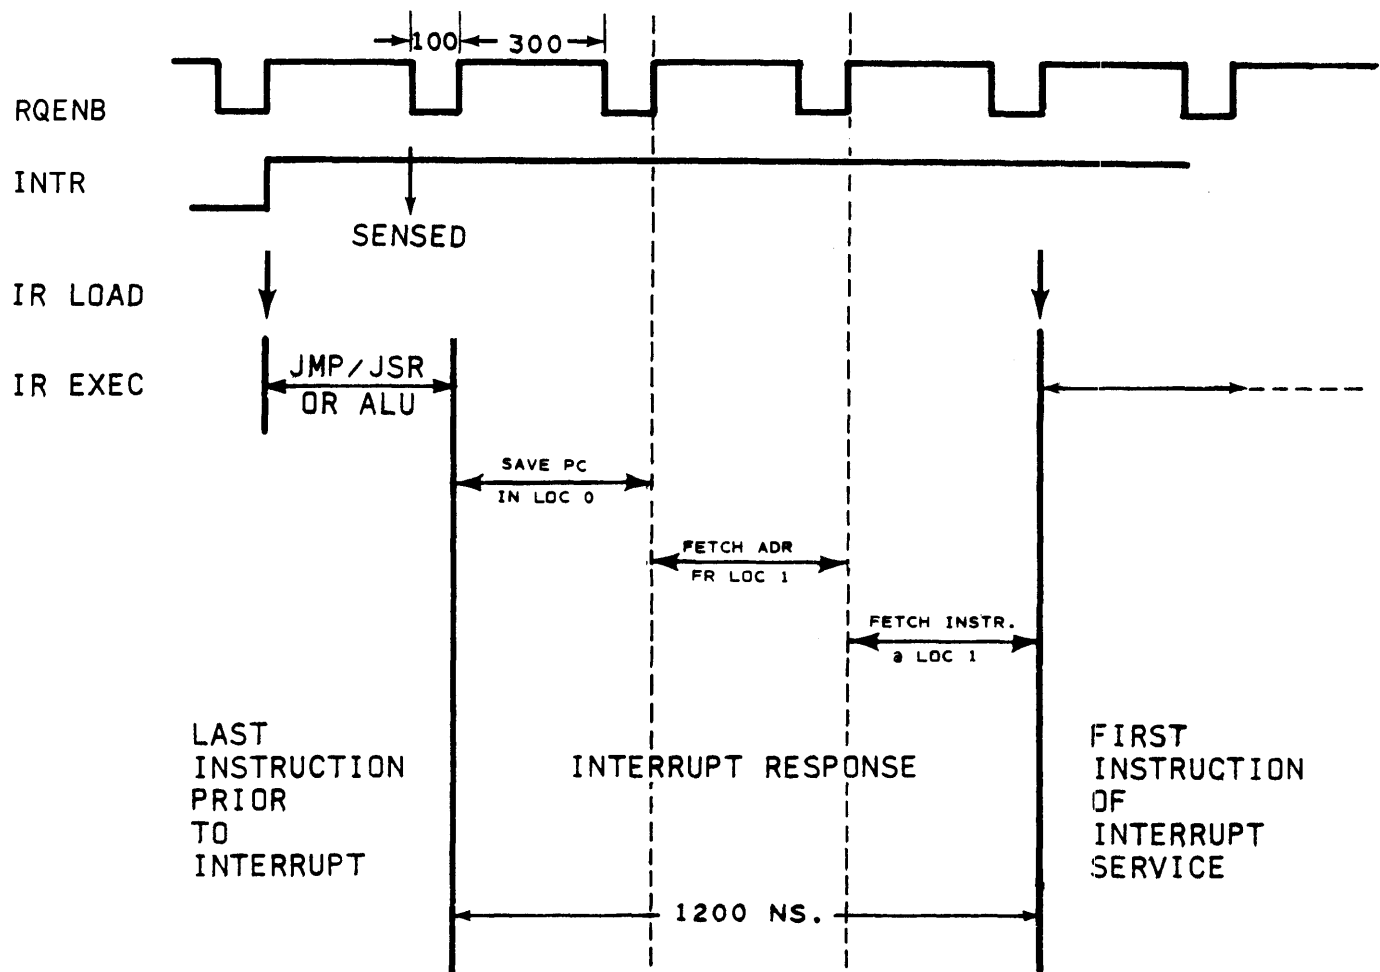 100 300
RQENB
INTR
SENSED
IR LOAD
IR EXEC
JMP/JSR
OR ALU
SAVE PC
IN LOC 0
FETCH ADR
FR LOC 1
FETCH INSTR.
@ LOC 1
LAST
INSTRUCTION
PRIOR
TO
INTERRUPT
INTERRUPT RESPONSE
FIRST
INSTRUCTION
OF
INTERRUPT
SERVICE
1200 NS.